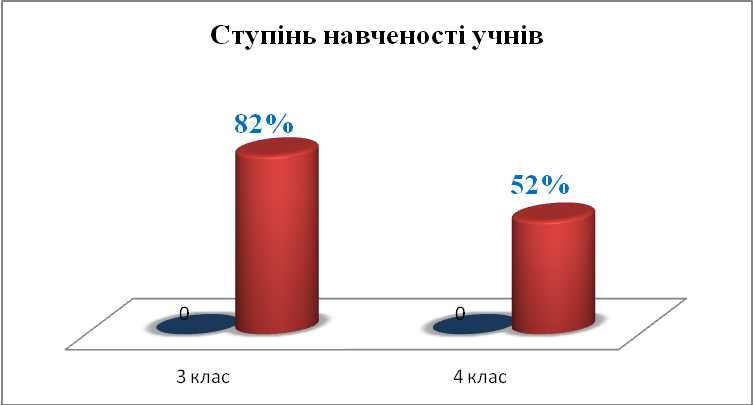 Ступінь навченості учнів
82%
52%
0
0
3 клас
4 клас